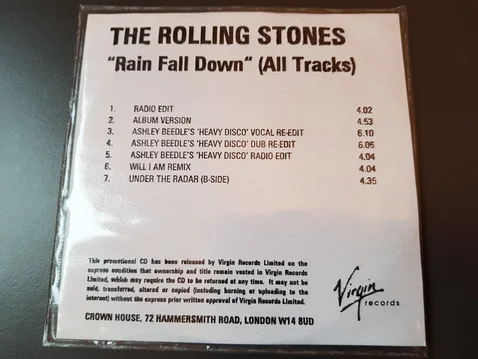 THE ROLLING STONES
"Rain Fall Down" (All Tracks)
1. RADIO EDIT 4.02
2. ALBUM VERSION 4.53
3. ASHLEY BEEDLE'S 'HEAVY DISCO' VOCAL RE-EDIT 6.10
4. ASHLEY BEEDLE'S 'HEAVY DISCO' DUB RE-EDIT 6.06
5. ASHLEY BEEDLE'S 'HEAVY DISCO' RADIO EDIT 4.04
6. WILL I AM REMIX 4.04
7. UNDER THE RADAR (B-SIDE) 4.35
This promotional CD has been released by Virgin Records Limited on the
express condition that ownership and title remain vested in Virgin Records
Limited, which may require the CD to be returned at any time. It may not be
sold, transferred, altered or copied (including burning or uploading to the
internet) without the express prior written approval of Virgin Records Limited.
Virgin
records
CROWN HOUSE, 72 HAMMERSMITH ROAD, LONDON W14 8UD